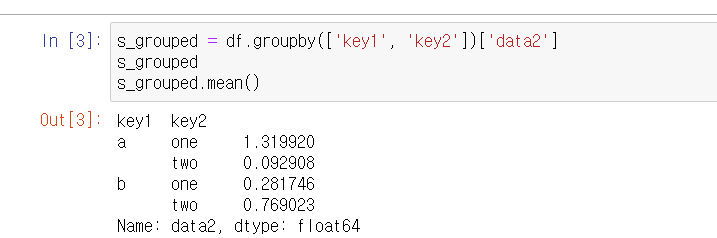 In [3]: s_grouped = df.groupby(['key1', 'key2'])['data2']
s_grouped
s_grouped.mean()
Out[3]: key1  key2
a     one     1.319920
      two     0.092908
b     one     0.281746
      two     0.769023
Name: data2, dtype: float64